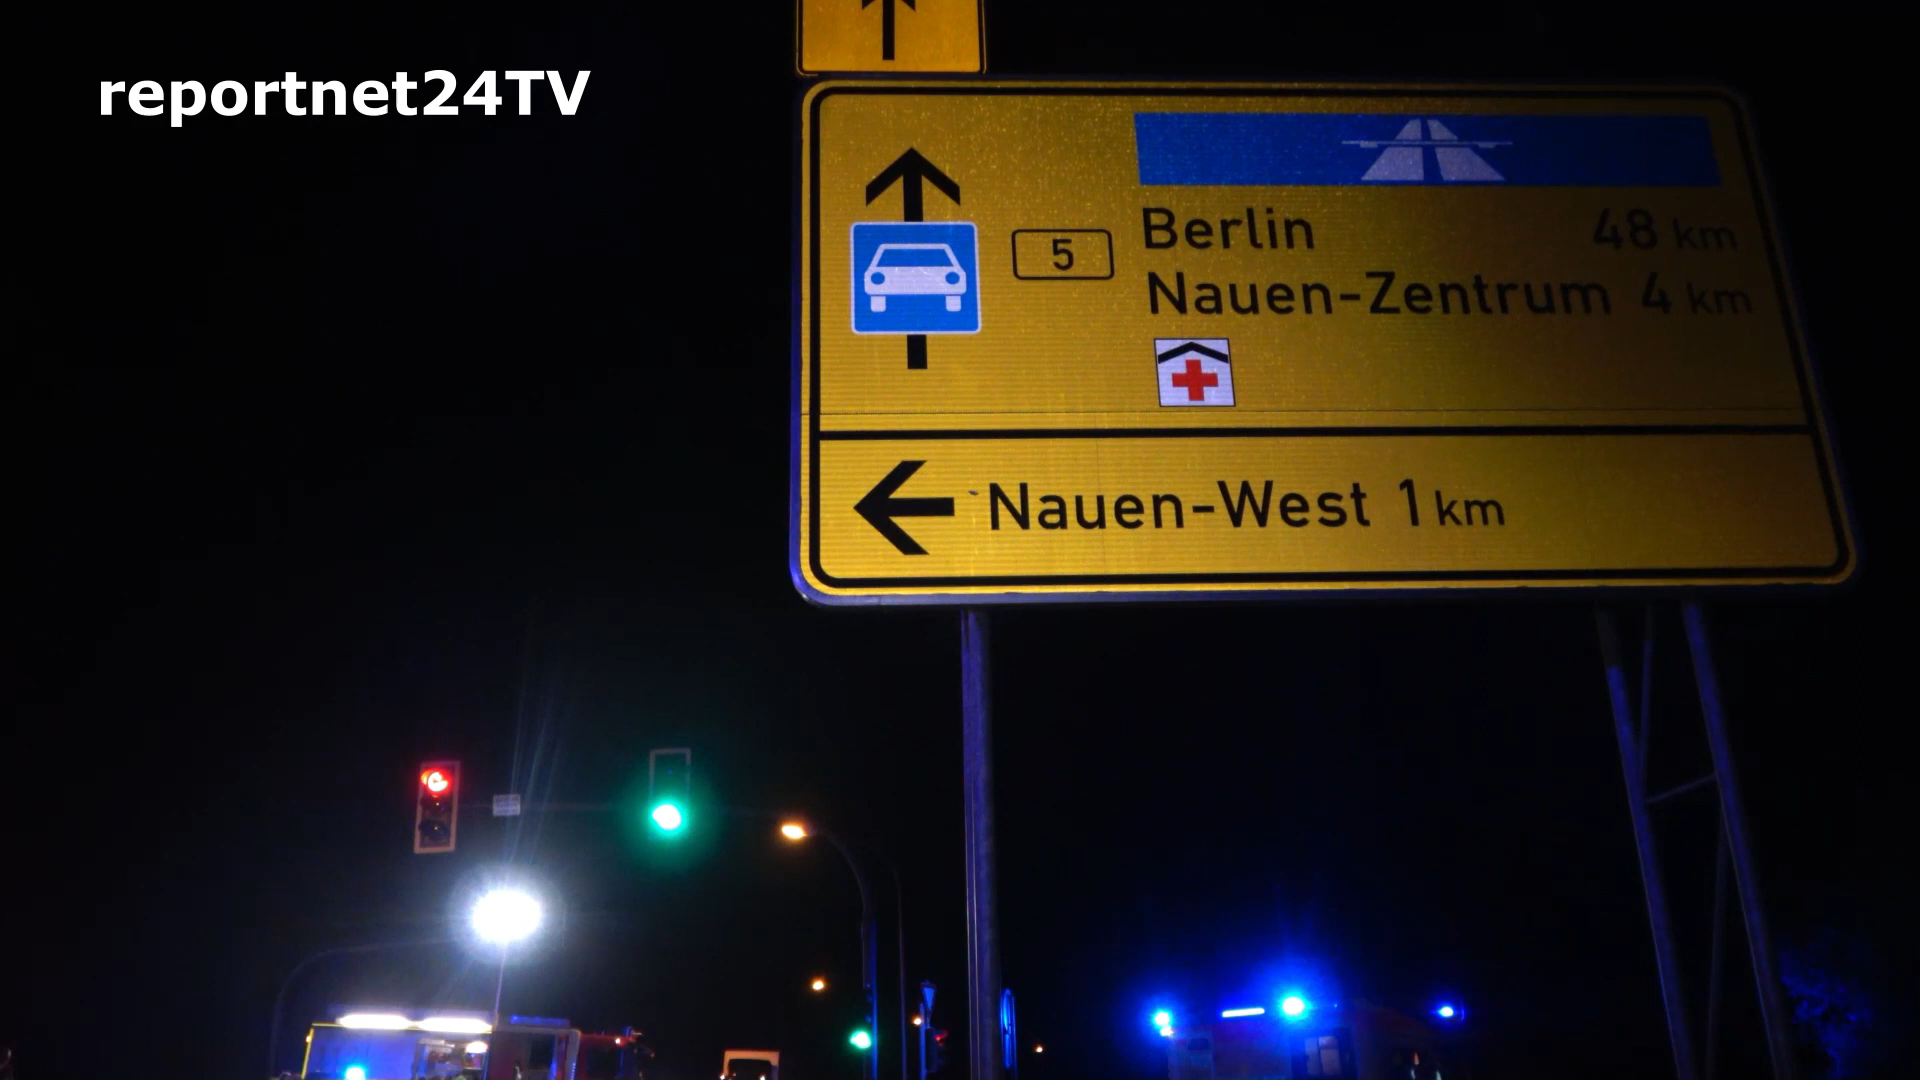 reportnet24TV
5
Berlin 48 km
Nauen-Zentrum 4 km
Nauen-West 1 km